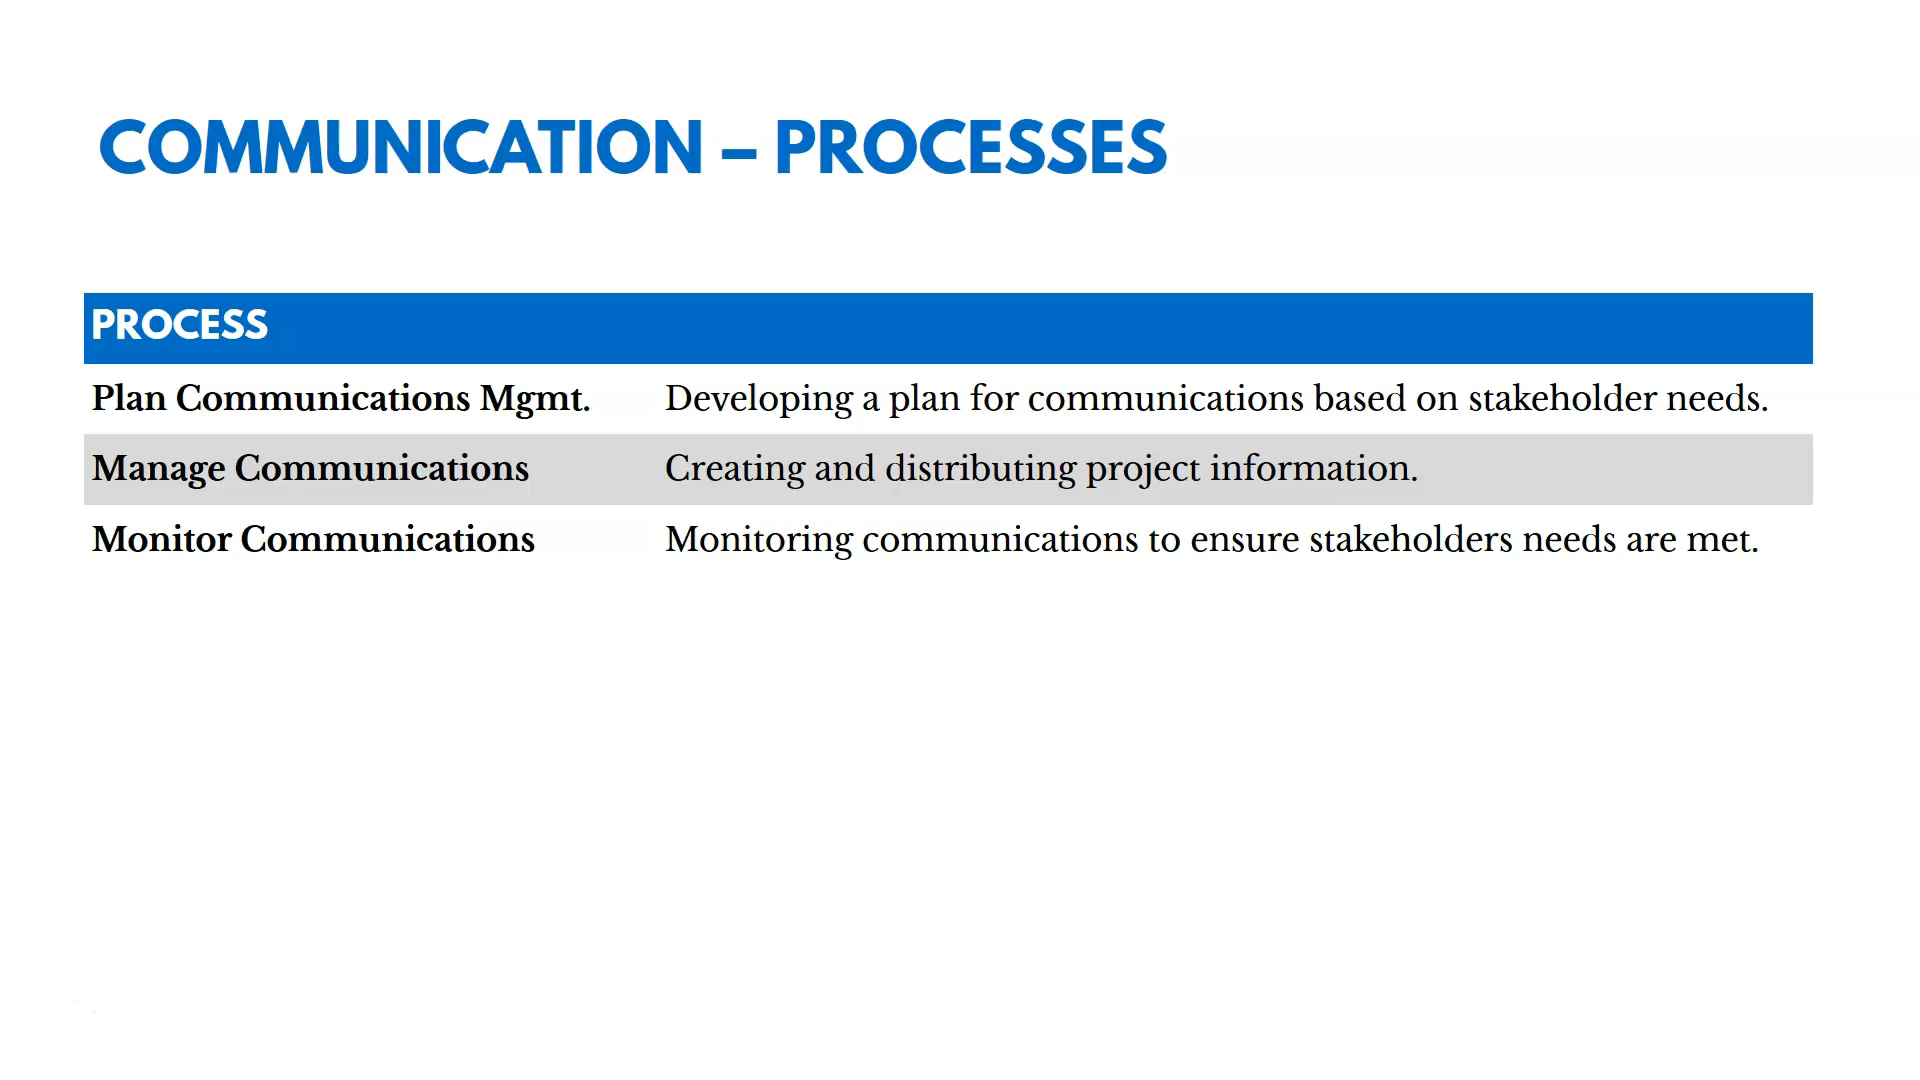 COMMUNICATION – PROCESSES
PROCESS
Plan Communications Mgmt. Developing a plan for communications based on stakeholder needs.
Manage Communications Creating and distributing project information.
Monitor Communications Monitoring communications to ensure stakeholders needs are met.